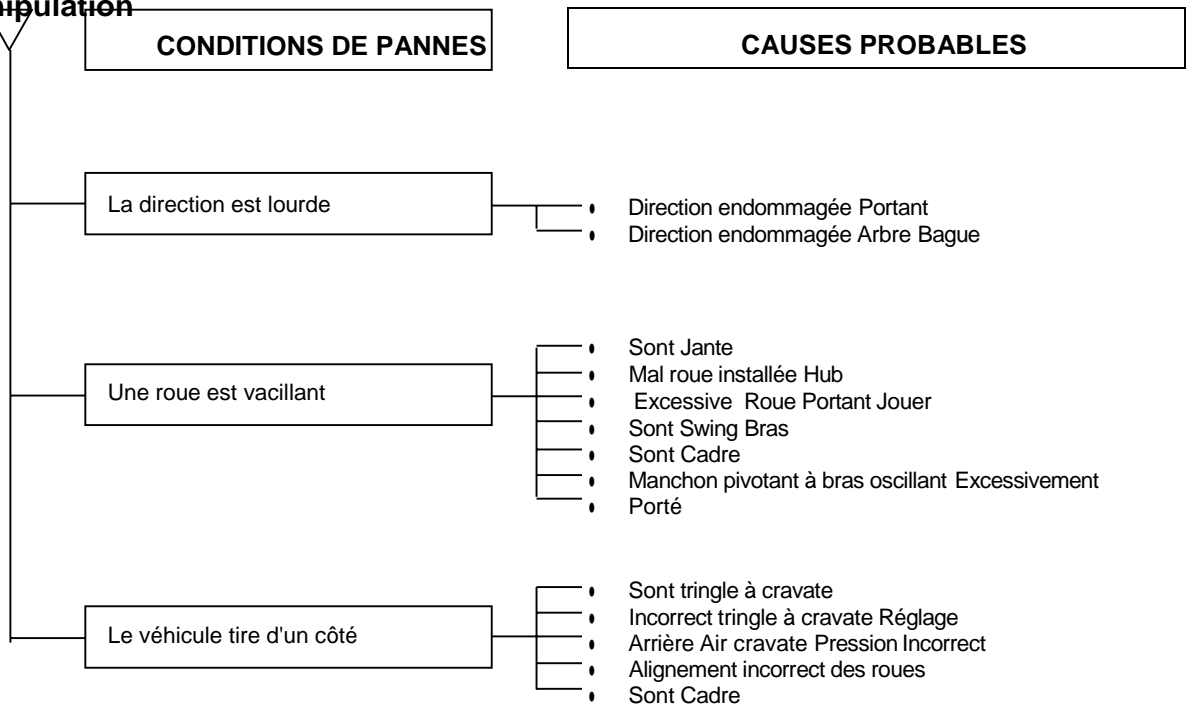 nipulation
CONDITIONS DE PANNES
CAUSES PROBABLES
La direction est lourde
• Direction endommagée Portant
• Direction endommagée Arbre Bague
Une roue est vacillant
• Sont Jante
• Mal roue installée Hub
• Excessive Roue Portant Jouer
• Sont Swing Bras
• Sont Cadre
• Manchon pivotant à bras oscillant Excessivement
• Porté
Le véhicule tire d'un côté
• Sont tringle à cravate
• Incorrect tringle à cravate Réglage
• Arrière Air cravate Pression Incorrect
• Alignement incorrect des roues
• Sont Cadre